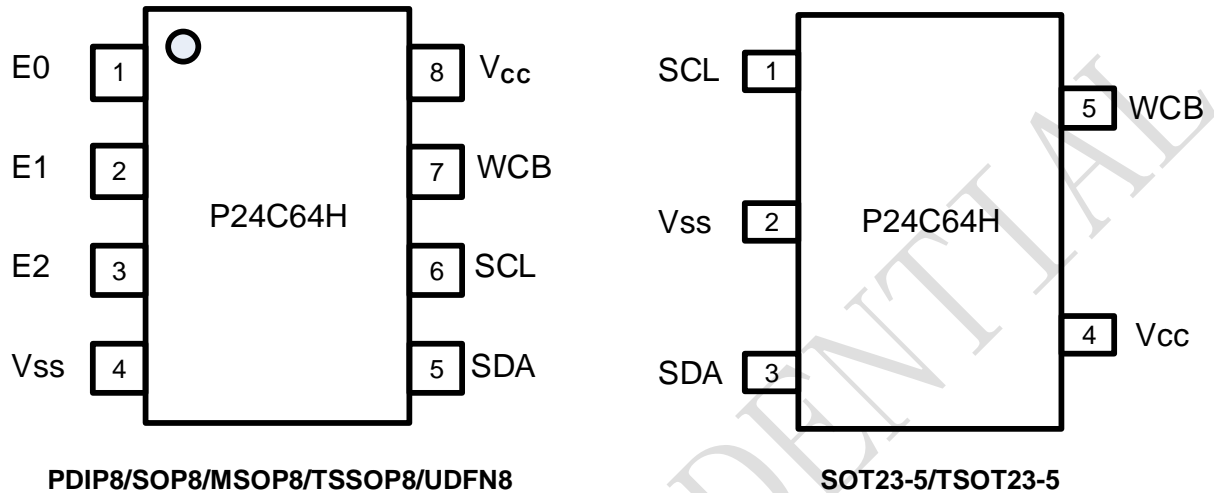 E0 1 8 Vcc
E1 2 7 WCB
P24C64H
E2 3 6 SCL
Vss 4 5 SDA
PDIP8/SOP8/MSOP8/TSSOP8/UDFN8
SCL 1
5 WCB
Vss 2 P24C64H
4 Vcc
SDA 3
SOT23-5/TSOT23-5
DENTIAL